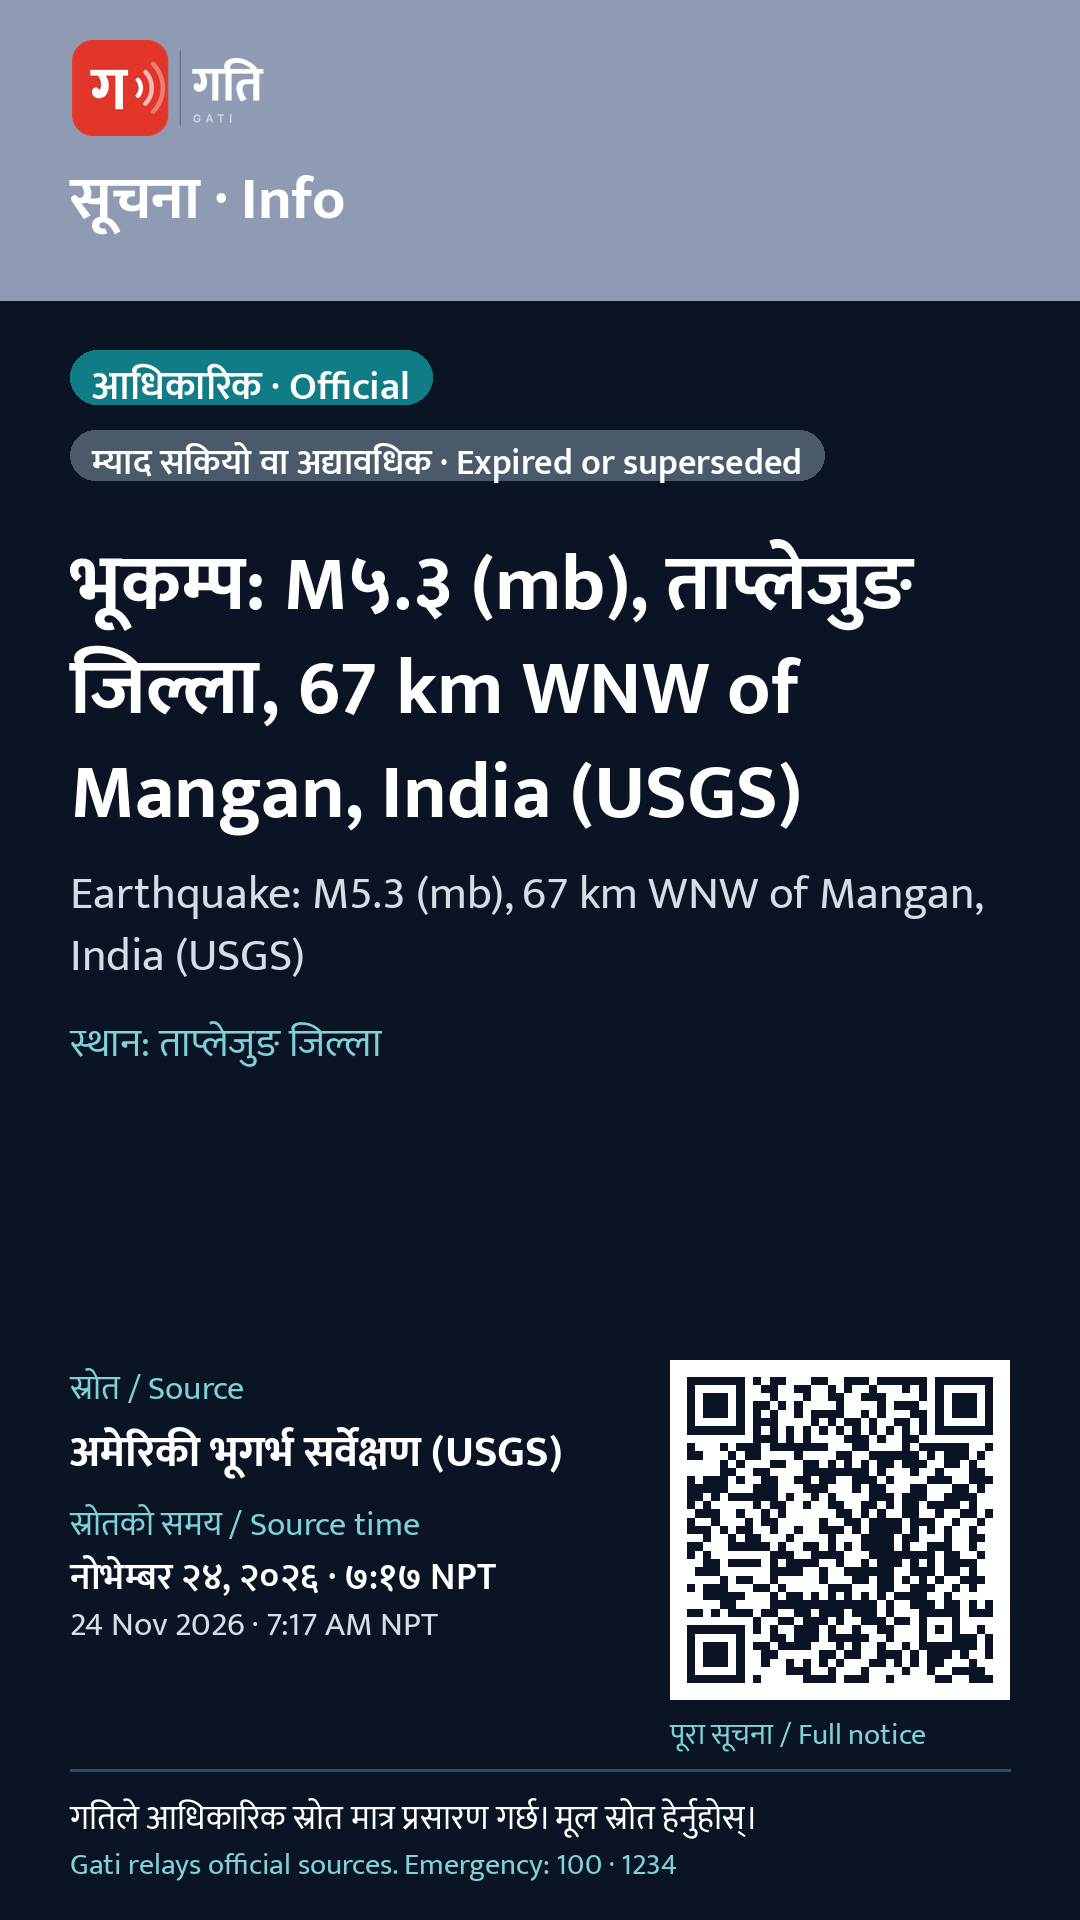 ग
गति
GATI
सूचना · Info
आधिकारिक · Official
म्याद सकियो वा अद्यावधिक · Expired or superseded
भूकम्प: M५.३ (mb), ताप्लेजुङ
जिल्ला, 67 km WNW of
Mangan, India (USGS)
Earthquake: M5.3 (mb), 67 km WNW of Mangan,
India (USGS)
स्थान: ताप्लेजुङ जिल्ला
स्रोत / Source
अमेरिकी भूगर्भ सर्वेक्षण (USGS)
स्रोतको समय / Source time
नोभेम्बर २४, २०२६ · ७:१७ NPT
24 Nov 2026 · 7:17 AM NPT
पूरा सूचना / Full notice
गतिले आधिकारिक स्रोत मात्र प्रसारण गर्छ। मूल स्रोत हेर्नुहोस्।
Gati relays official sources. Emergency: 100 · 1234